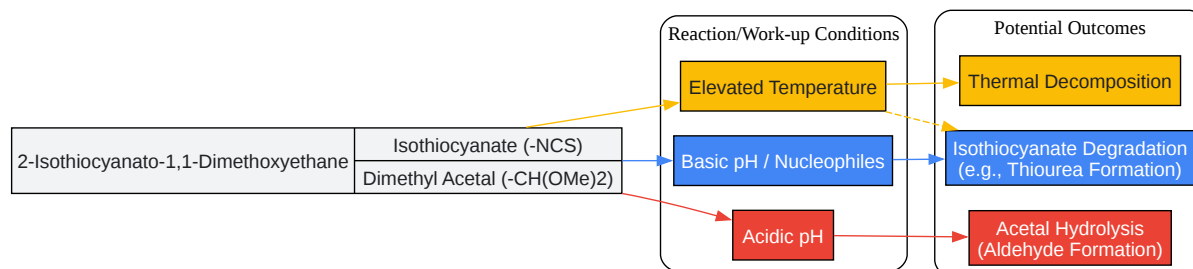 Reaction/Work-up Conditions
Potential Outcomes
Elevated Temperature
Thermal Decomposition
2-Isothiocyanato-1,1-Dimethoxyethane
Isothiocyanate (-NCS)
Dimethyl Acetal (-CH(OMe)2)
Basic pH / Nucleophiles
Isothiocyanate Degradation
(e.g., Thiourea Formation)
Acidic pH
Acetal Hydrolysis
(Aldehyde Formation)